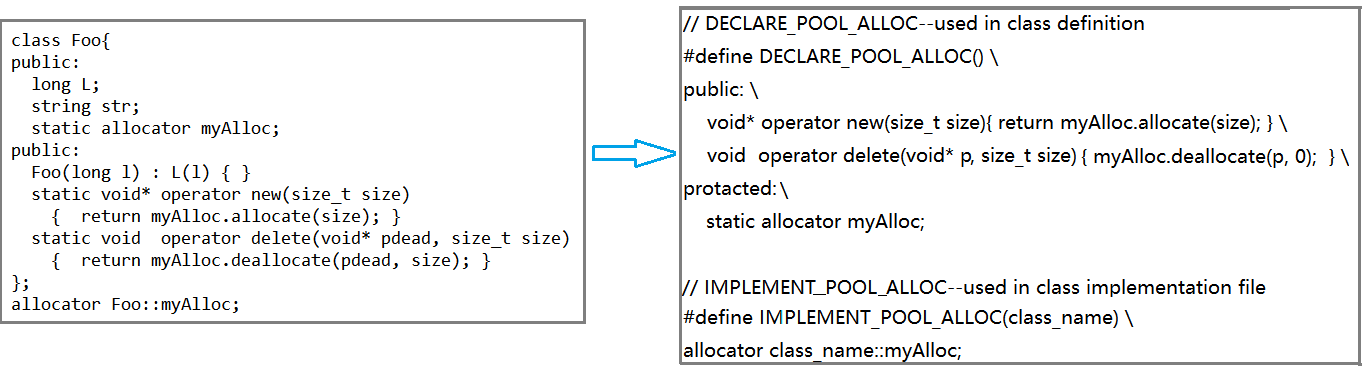 class Foo{
public:
  long L;
  string str;
  static allocator myAlloc;
public:
  Foo(long l) : L(l) { }
  static void* operator new(size_t size)
    {  return myAlloc.allocate(size); }
  static void  operator delete(void* pdead, size_t size)
    {  return myAlloc.deallocate(pdead, size); }
};
allocator Foo::myAlloc;
// DECLARE_POOL_ALLOC--used in class definition
#define DECLARE_POOL_ALLOC() \
public: \
    void* operator new(size_t size){ return myAlloc.allocate(size); } \
    void  operator delete(void* p, size_t size) { myAlloc.deallocate(p, 0);  } \
protacted: \
    static allocator myAlloc;
// IMPLEMENT_POOL_ALLOC--used in class implementation file
#define IMPLEMENT_POOL_ALLOC(class_name) \
allocator class_name::myAlloc;